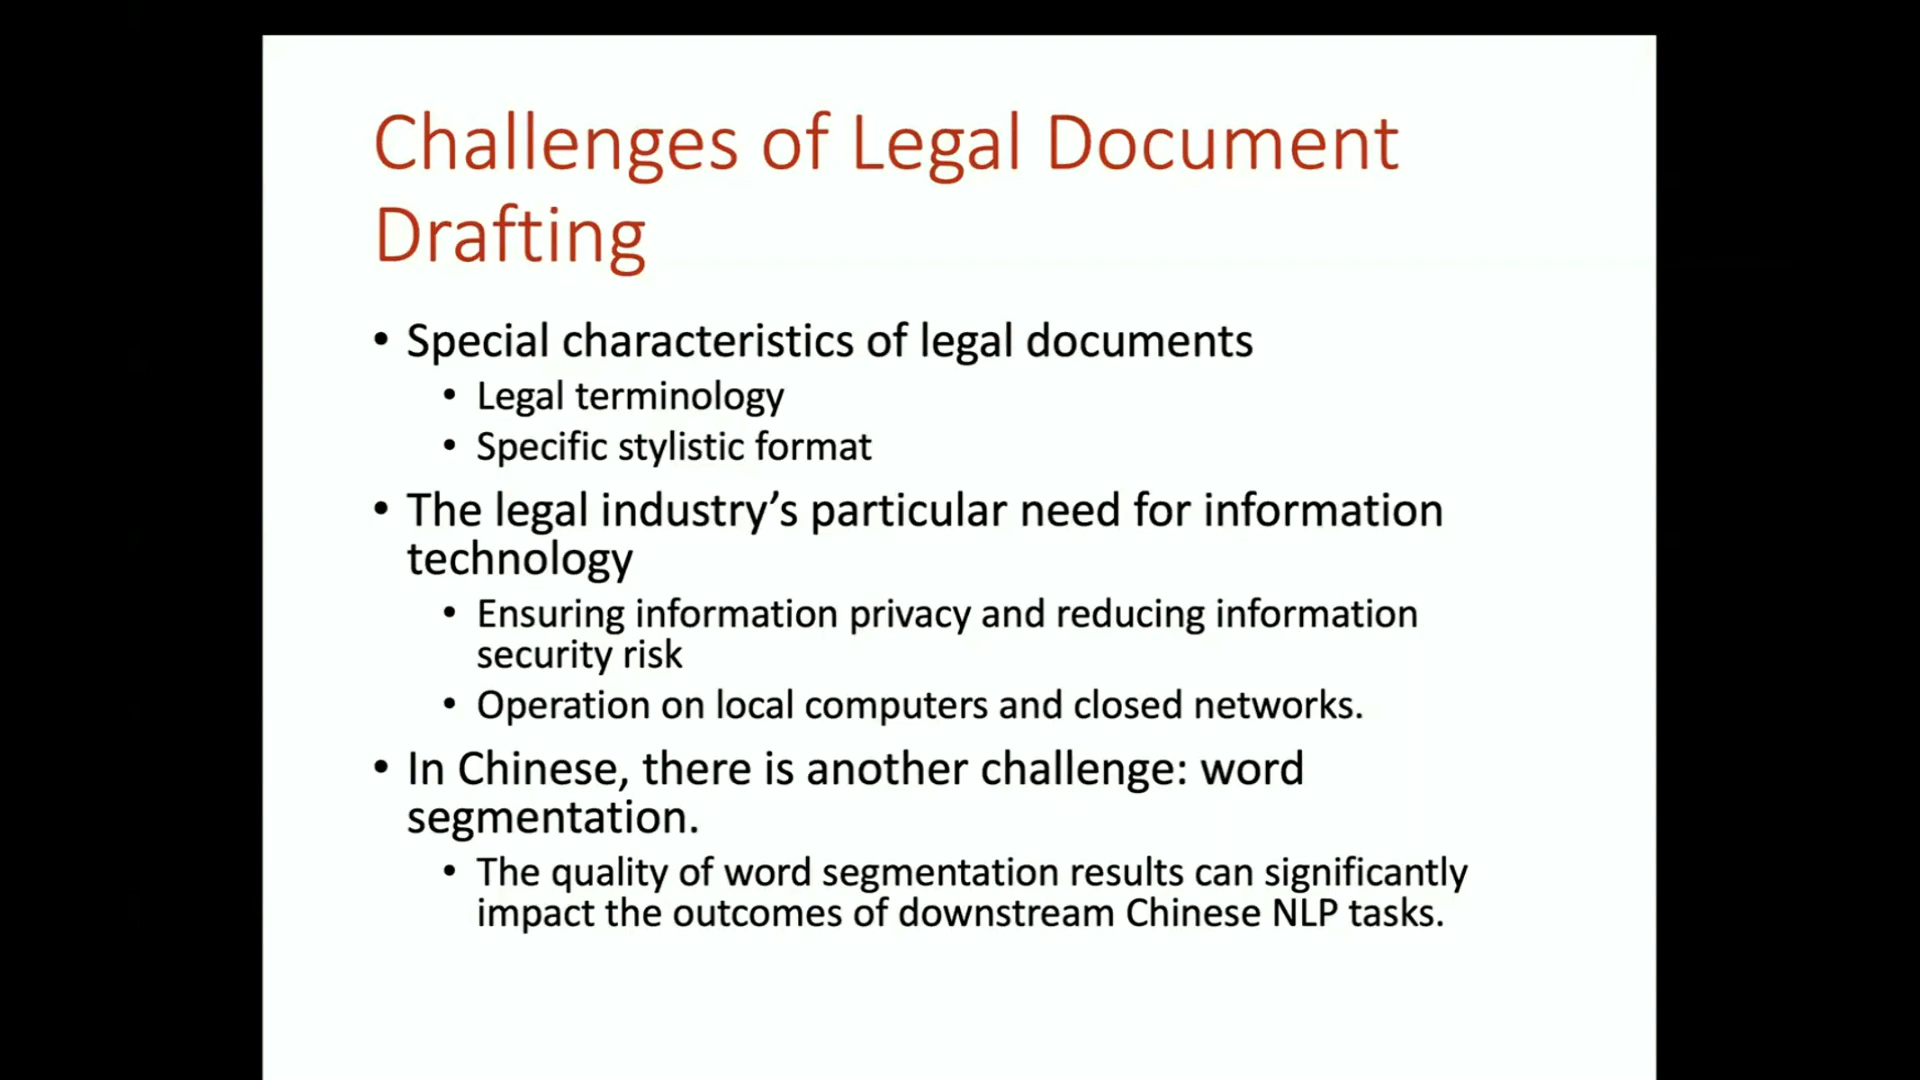 Challenges of Legal Document
Drafting
• Special characteristics of legal documents
• Legal terminology
• Specific stylistic format
• The legal industry’s particular need for information
technology
• Ensuring information privacy and reducing information
security risk
• Operation on local computers and closed networks.
• In Chinese, there is another challenge: word
segmentation.
• The quality of word segmentation results can significantly
impact the outcomes of downstream Chinese NLP tasks.